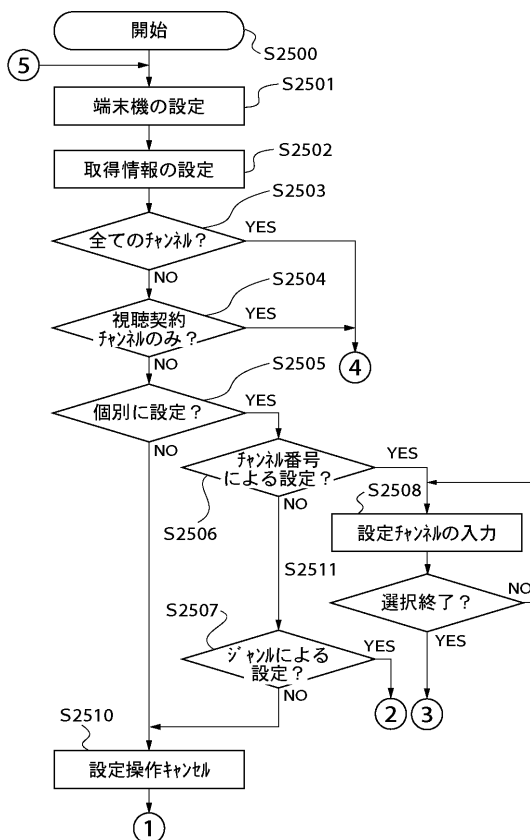 開始
S2500
⑤
S2501
端末機の設定
S2502
取得情報の設定
S2503
全てのﾁｬﾝﾈﾙ？
YES
NO
S2504
視聴契約
ﾁｬﾝﾈﾙのみ？
YES
NO
④
S2505
個別に設定？
YES
NO
ﾁｬﾝﾈﾙ番号
による設定？
YES
NO
S2506
S2508
設定ﾁｬﾝﾈﾙの入力
S2511
選択終了？
NO
YES
S2507
ｼﾞｬﾝﾙによる
設定？
YES
NO
②
③
S2510
設定操作ｷｬﾝｾﾙ
①